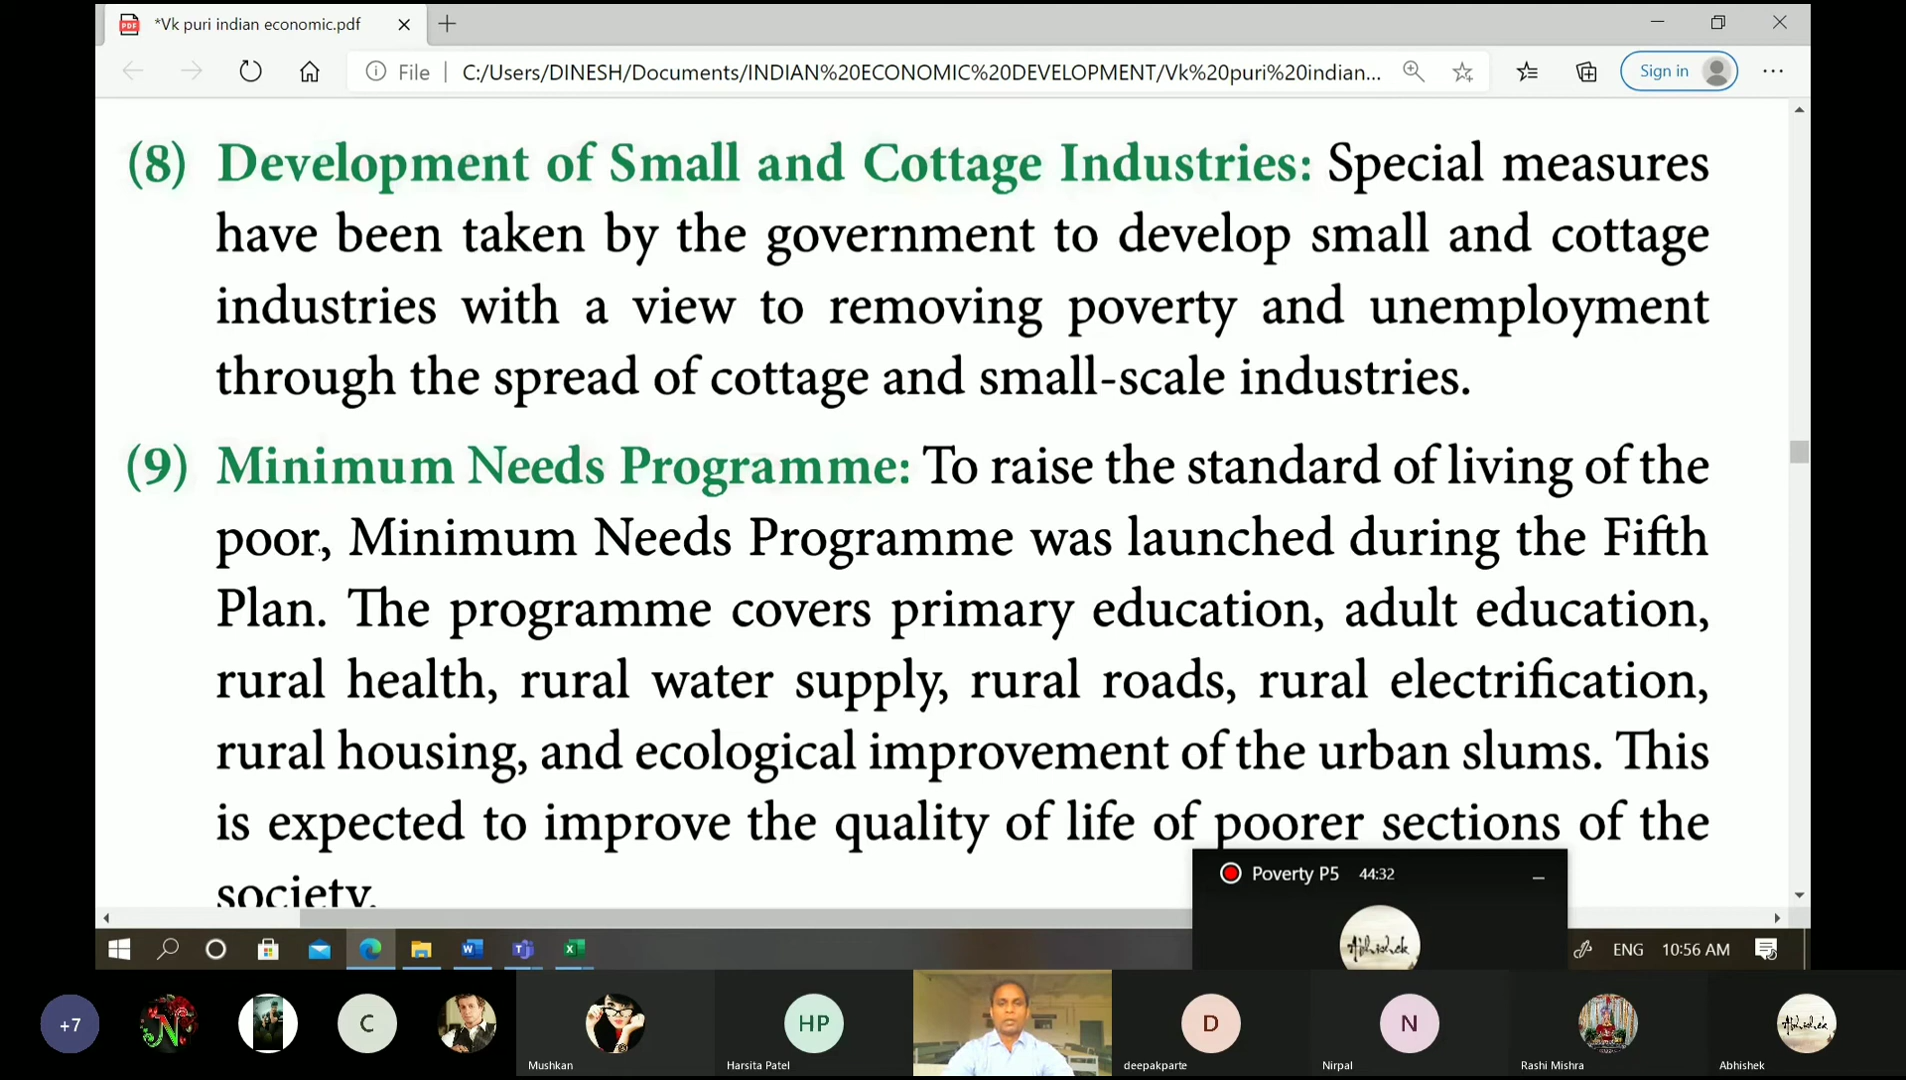 *Vk puri indian economic.pdf
File
C:/Users/DINESH/Documents/INDIAN%20ECONOMIC%20DEVELOPMENT/Vk%20puri%20indian...
Sign in
(8) Development of Small and Cottage Industries: Special measures
have been taken by the government to develop small and cottage
industries with a view to removing poverty and unemployment
through the spread of cottage and small-scale industries.
(9) Minimum Needs Programme: To raise the standard of living of the
poor, Minimum Needs Programme was launched during the Fifth
Plan. The programme covers primary education, adult education,
rural health, rural water supply, rural roads, rural electrification,
rural housing, and ecological improvement of the urban slums. This
is expected to improve the quality of life of poorer sections of the
society.
Poverty P5 44:32
Abhishek
ENG 10:56 AM
+7
N
C
HP
D
N
Abhishek
Mushkan
Harsita Patel
deepakparte
Nirpal
Rashi Mishra
Abhishek